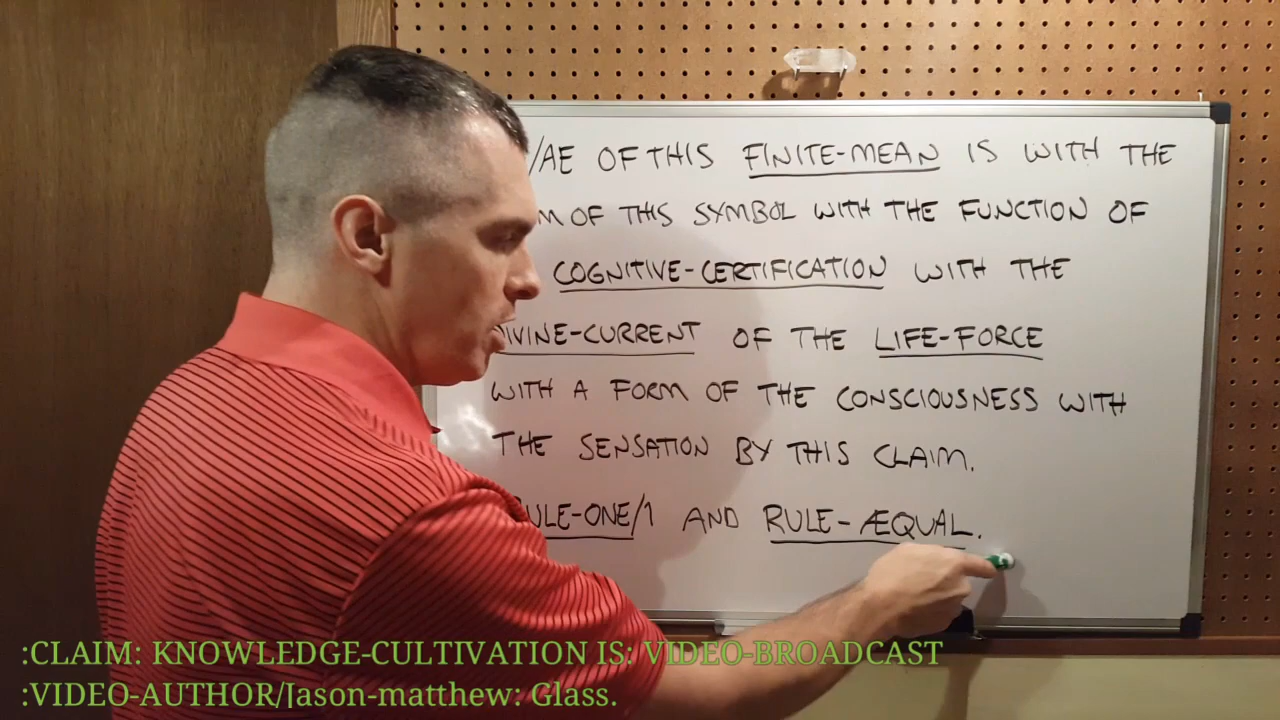 /AE OF THIS FINITE-MEAN IS WITH THE
M OF THIS SYMBOL WITH THE FUNCTION OF
COGNITIVE-CERTIFICATION WITH THE
DIVINE-CURRENT OF THE LIFE-FORCE
WITH A FORM OF THE CONSCIOUSNESS WITH
THE SENSATION BY THIS CLAIM.
RULE-ONE/1 AND RULE-ÆQUAL.
:CLAIM: KNOWLEDGE-CULTIVATION IS: VIDEO-BROADCAST
:VIDEO-AUTHOR/Jason-matthew: Glass.